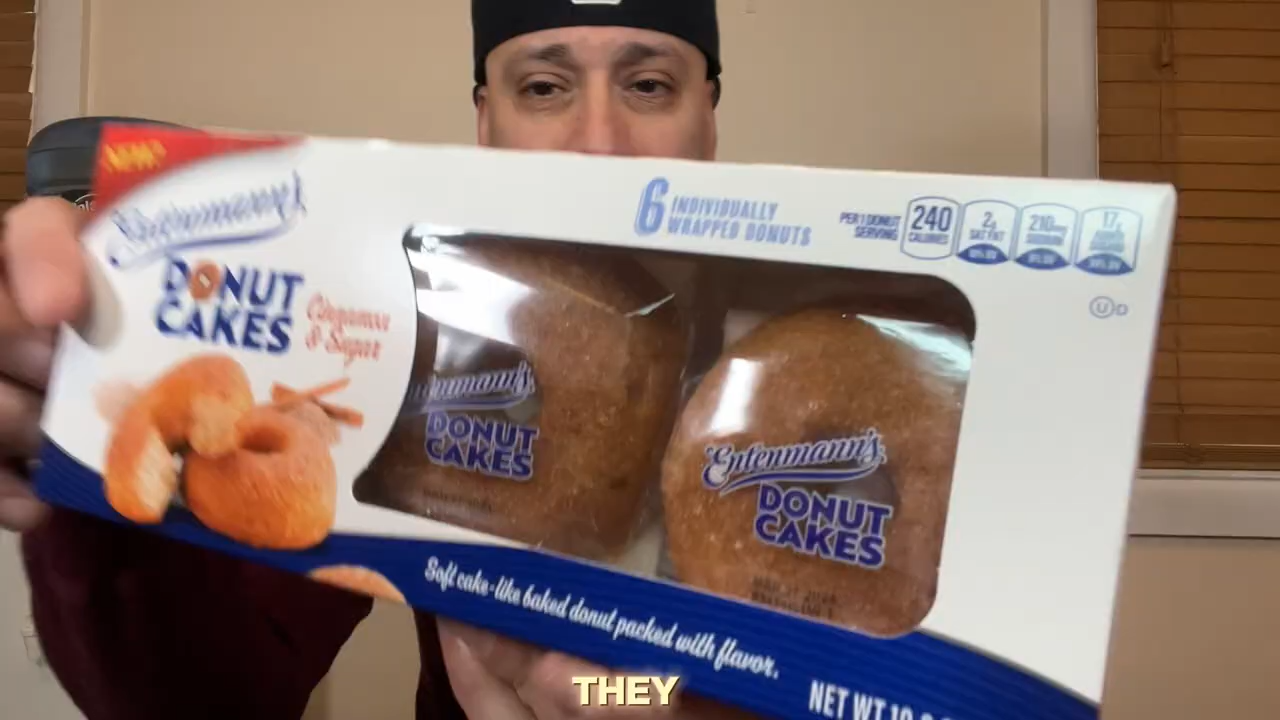 NEW!
Entenmann's
DONUT
CAKES
Cinnamon
& Sugar
6 INDIVIDUALLY
WRAPPED DONUTS
PER 1 DONUT
SERVING
240
CALORIES
2g
SAT FAT
210mg
SODIUM
17g
U D
Entenmann's
DONUT
CAKES
Entenmann's
DONUT
CAKES
Soft cake-like baked donut packed with flavor.
NET WT
THEY